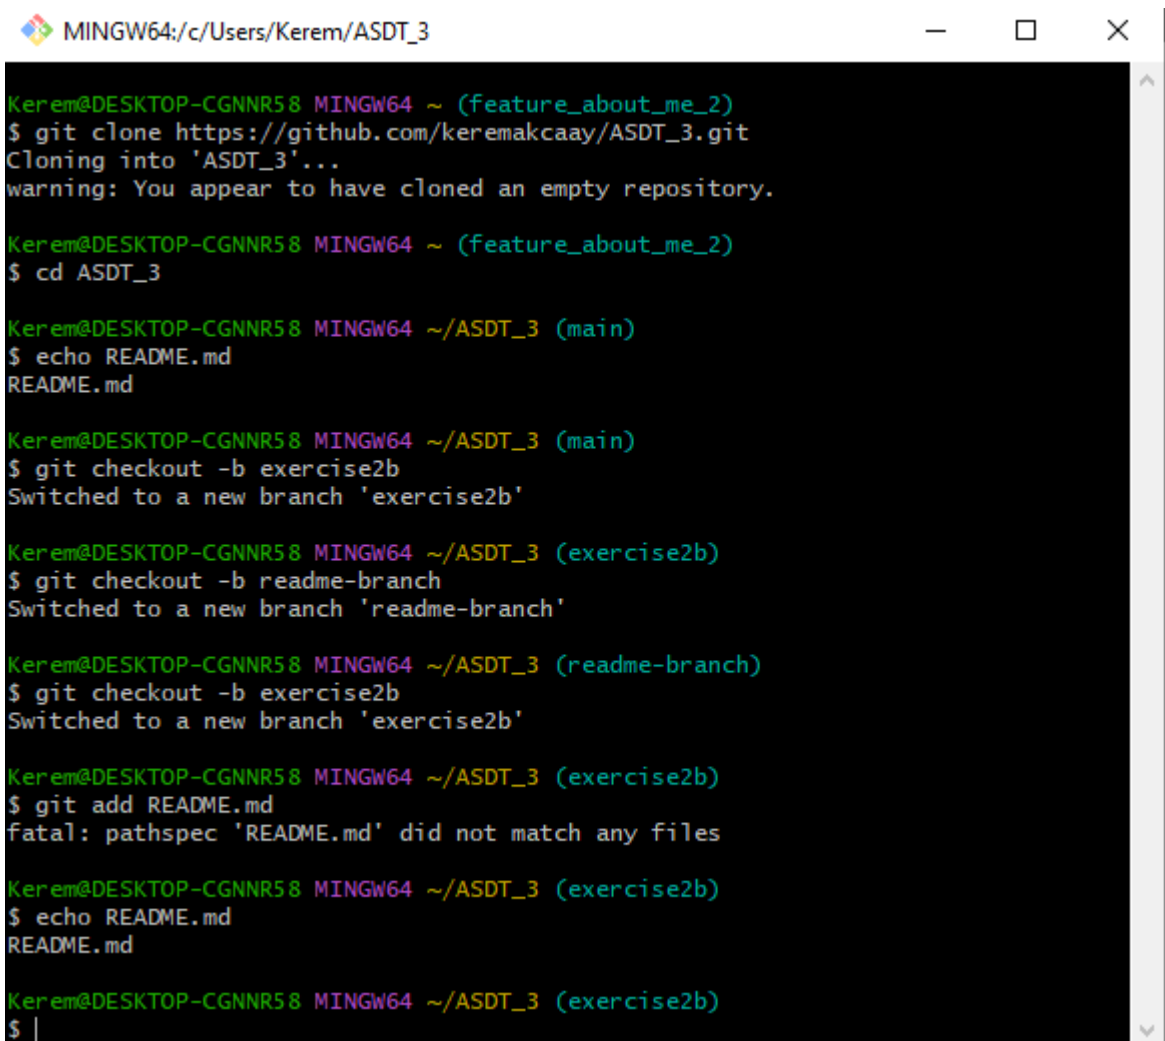 MINGW64:/c/Users/Kerem/ASDT_3
Kerem@DESKTOP-CGNNR58 MINGW64 ~ (feature_about_me_2)
$ git clone https://github.com/keremakcaay/ASDT_3.git
Cloning into 'ASDT_3'...
warning: You appear to have cloned an empty repository.
Kerem@DESKTOP-CGNNR58 MINGW64 ~ (feature_about_me_2)
$ cd ASDT_3
Kerem@DESKTOP-CGNNR58 MINGW64 ~/ASDT_3 (main)
$ echo README.md
README.md
Kerem@DESKTOP-CGNNR58 MINGW64 ~/ASDT_3 (main)
$ git checkout -b exercise2b
Switched to a new branch 'exercise2b'
Kerem@DESKTOP-CGNNR58 MINGW64 ~/ASDT_3 (exercise2b)
$ git checkout -b readme-branch
Switched to a new branch 'readme-branch'
Kerem@DESKTOP-CGNNR58 MINGW64 ~/ASDT_3 (readme-branch)
$ git checkout -b exercise2b
Switched to a new branch 'exercise2b'
Kerem@DESKTOP-CGNNR58 MINGW64 ~/ASDT_3 (exercise2b)
$ git add README.md
fatal: pathspec 'README.md' did not match any files
Kerem@DESKTOP-CGNNR58 MINGW64 ~/ASDT_3 (exercise2b)
$ echo README.md
README.md
Kerem@DESKTOP-CGNNR58 MINGW64 ~/ASDT_3 (exercise2b)
$